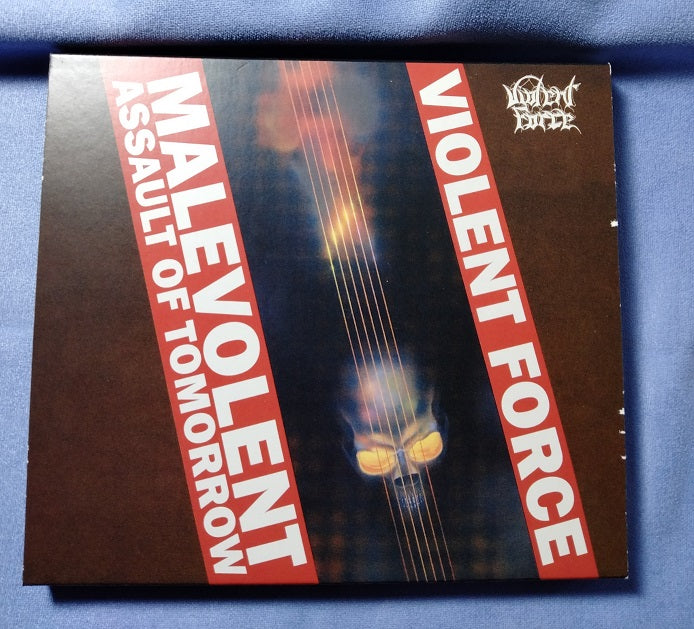 Violent
Force
VIOLENT FORCE
MALEVOLENT
ASSAULT OF TOMORROW